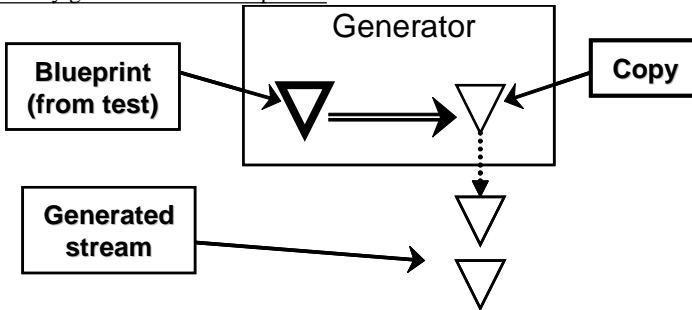 Generator
Blueprint
(from test)
Copy
Generated
stream